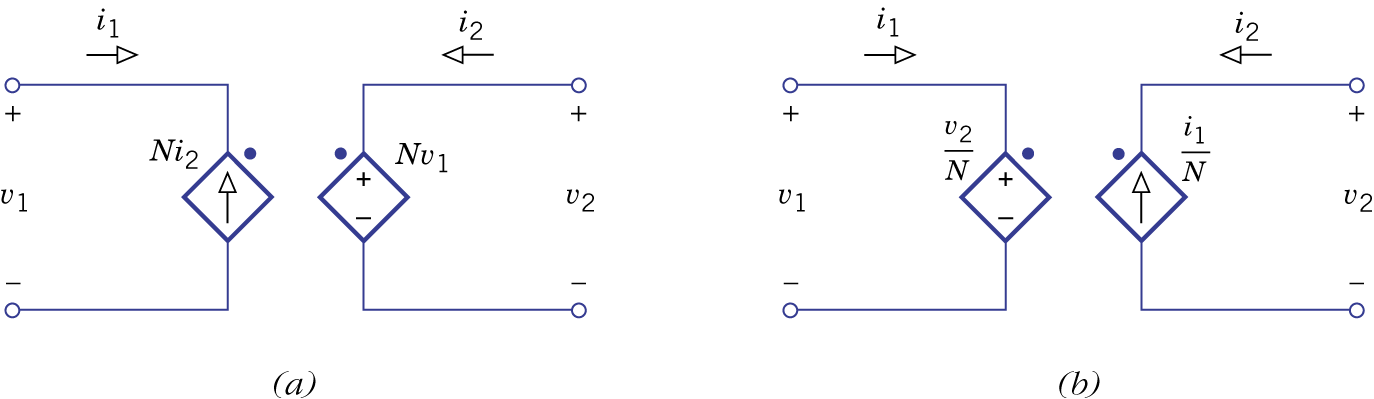 i₁ i₂ i₁ i₂
+ + + +
Ni₂ Nv₁ v₂/N i₁/N
+ +
v₁ v₂ v₁ v₂
− −
− − − −
(a) (b)